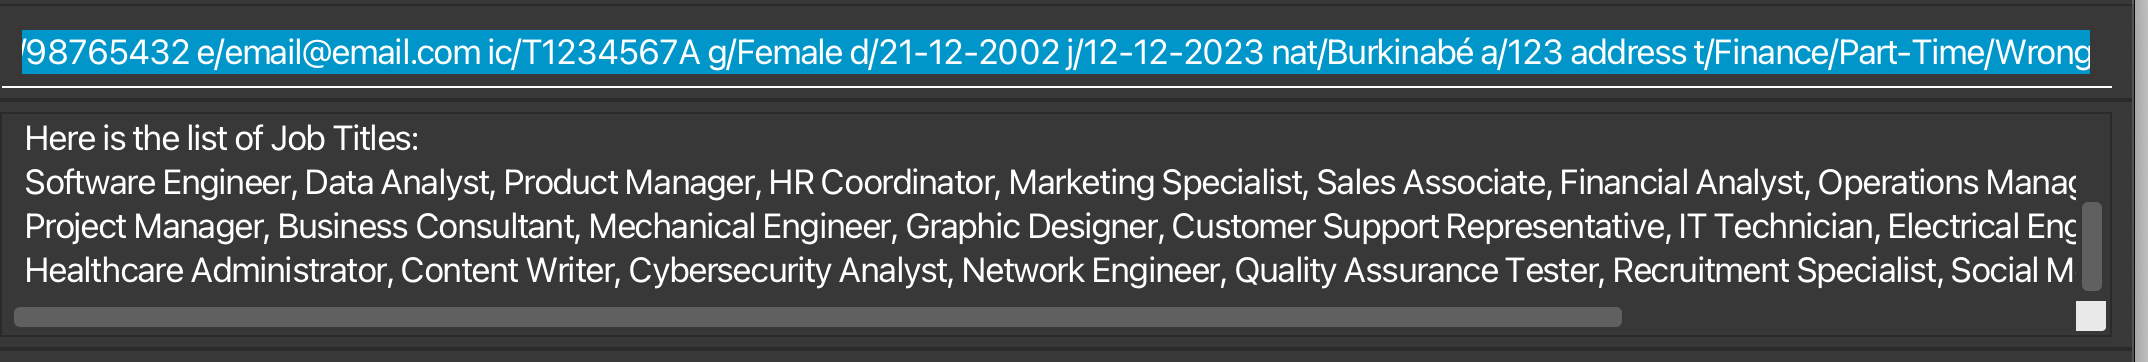 /98765432 e/email@email.com ic/T1234567A g/Female d/21-12-2002 j/12-12-2023 nat/Burkinabé a/123 address t/Finance/Part-Time/Wrong
Here is the list of Job Titles:
Software Engineer, Data Analyst, Product Manager, HR Coordinator, Marketing Specialist, Sales Associate, Financial Analyst, Operations
Project Manager, Business Consultant, Mechanical Engineer, Graphic Designer, Customer Support Representative, IT Technician, Electrical
Healthcare Administrator, Content Writer, Cybersecurity Analyst, Network Engineer, Quality Assurance Tester, Recruitment Specialist, Social